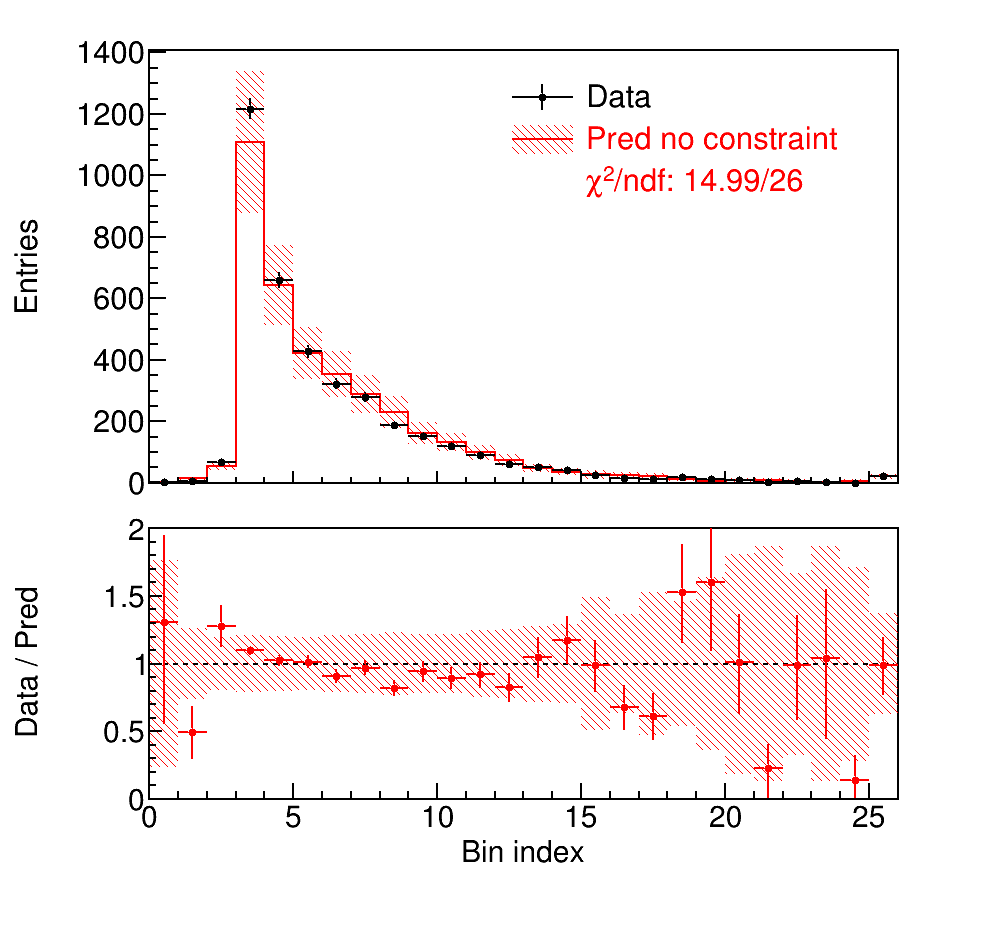 1400
1200
1000
800
600
400
200
0
Entries
Data
Pred no constraint
χ²/ndf: 14.99/26
2
1.5
1
0.5
0
Data / Pred
0 5 10 15 20 25
Bin index